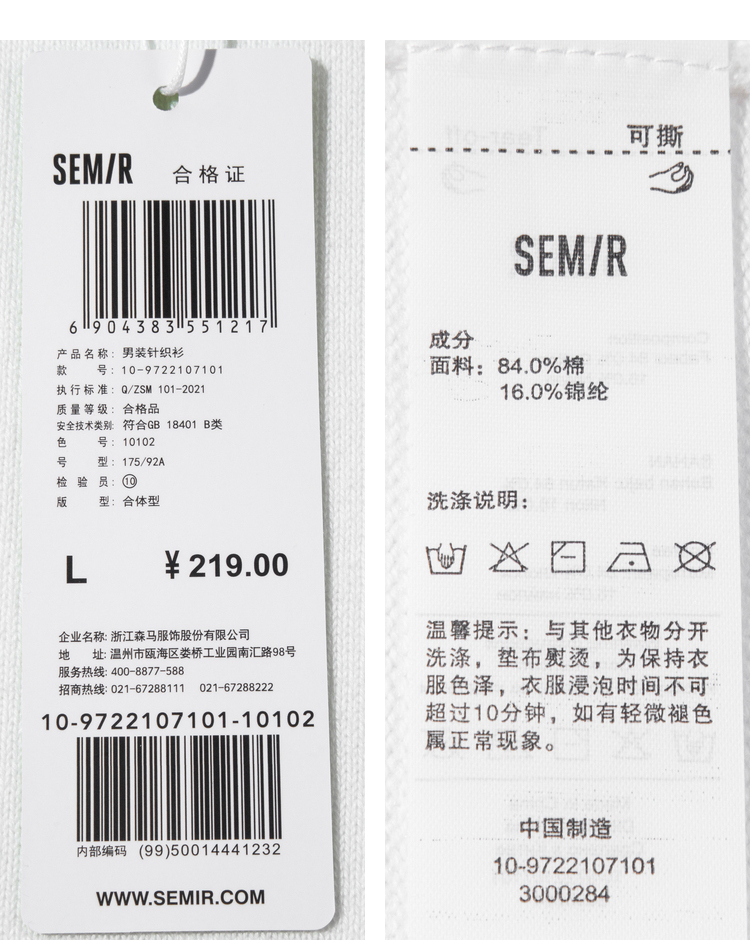 SEM/R 合格证
6 904383 551217
产品名称: 男装针织衫
款 号: 10-9722107101
执行标准: Q/ZSM 101-2021
质量等级: 合格品
安全技术类别: 符合GB 18401 B类
色 号: 10102
号 型: 175/92A
检 验 员: ⑩
版 型: 合体型
L ¥219.00
企业名称: 浙江森马服饰股份有限公司
地 址: 温州市瓯海区娄桥工业园南汇路98号
服务热线: 400-8877-588
招商热线: 021-67288111 021-67288222
10-9722107101-10102
内部编码 (99)50014441232
WWW.SEMIR.COM
可撕
SEM/R
成分
面料: 84.0%棉
16.0%锦纶
洗涤说明:
温馨提示: 与其他衣物分开
洗涤，垫布熨烫，为保持衣
服色泽，衣服浸泡时间不可
超过10分钟，如有轻微褪色
属正常现象。
中国制造
10-9722107101
3000284